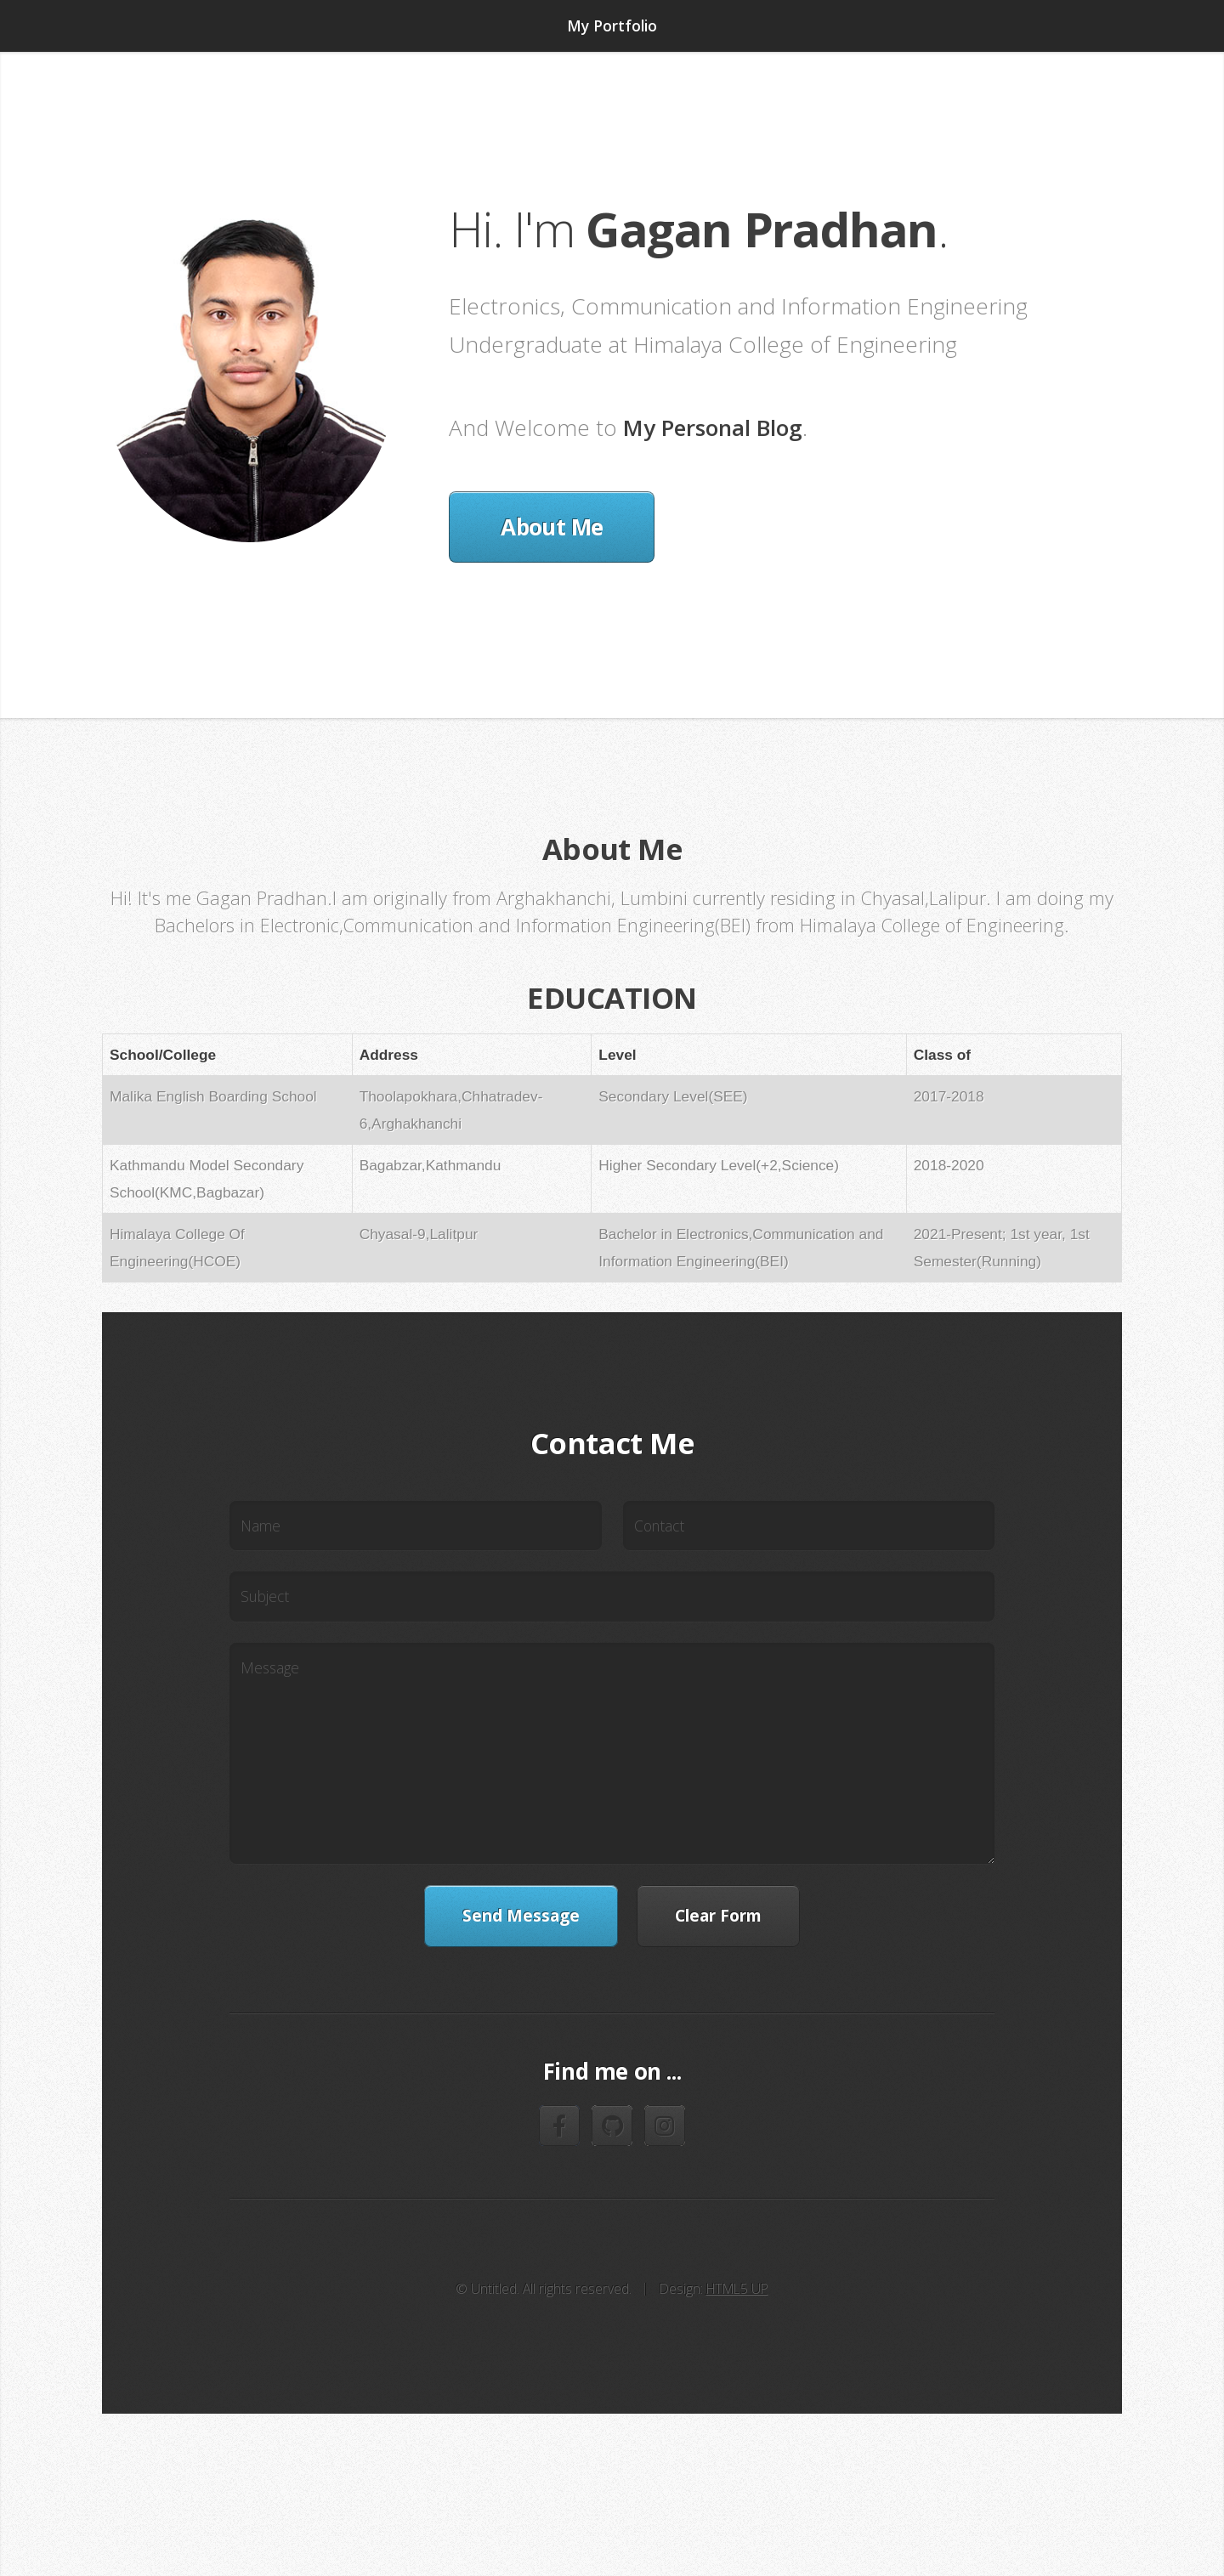 My Portfolio
Hi. I'm Gagan Pradhan.
Electronics, Communication and Information Engineering
Undergraduate at Himalaya College of Engineering
And Welcome to My Personal Blog.
About Me
About Me
Hi! It's me Gagan Pradhan.I am originally from Arghakhanchi, Lumbini currently residing in Chyasal,Lalipur. I am doing my
Bachelors in Electronic,Communication and Information Engineering(BEI) from Himalaya College of Engineering.
EDUCATION
School/College Address Level Class of
Malika English Boarding School Thoolapokhara,Chhatradev- Secondary Level(SEE) 2017-2018
6,Arghakhanchi
Kathmandu Model Secondary Bagabzar,Kathmandu Higher Secondary Level(+2,Science) 2018-2020
School(KMC,Bagbazar)
Himalaya College Of Chyasal-9,Lalitpur Bachelor in Electronics,Communication and 2021-Present; 1st year, 1st
Engineering(HCOE) Information Engineering(BEI) Semester(Running)
Contact Me
Name Contact
Subject
Message
Send Message Clear Form
Find me on ...
© Untitled. All rights reserved. | Design: HTML5 UP